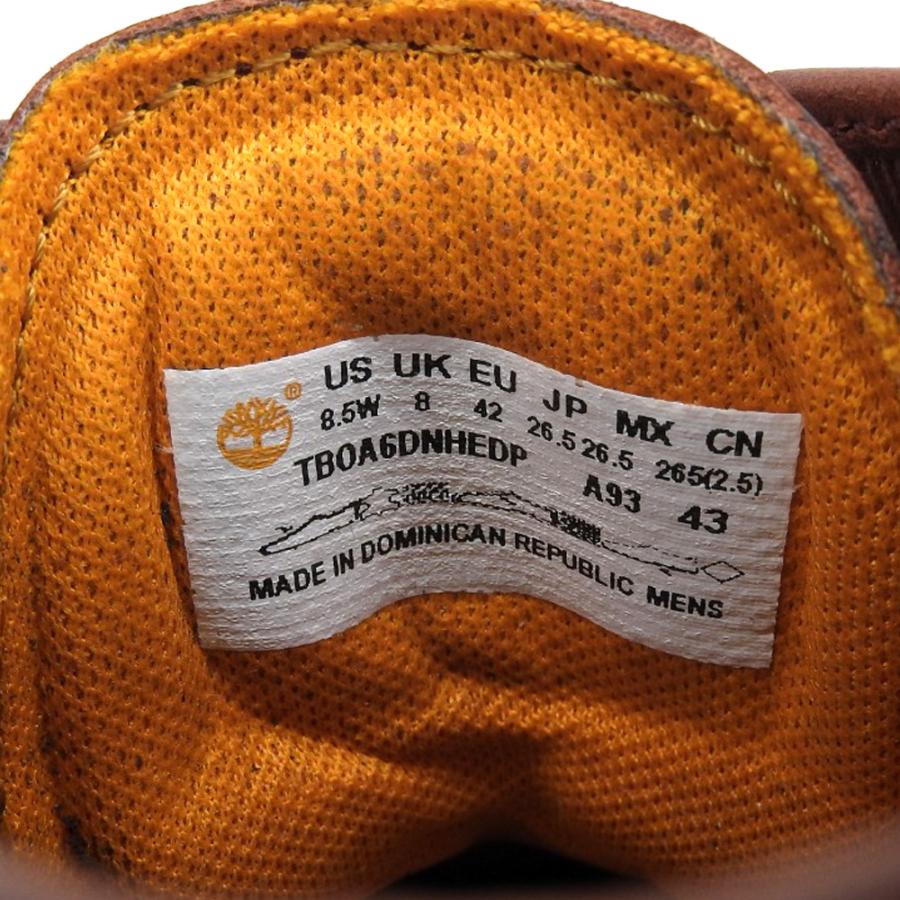 ®
US UK EU JP MX CN
8.5W 8 42 26.5 26.5 265(2.5)
TB0A6DNHEDP A93 43
MADE IN DOMINICAN REPUBLIC MENS